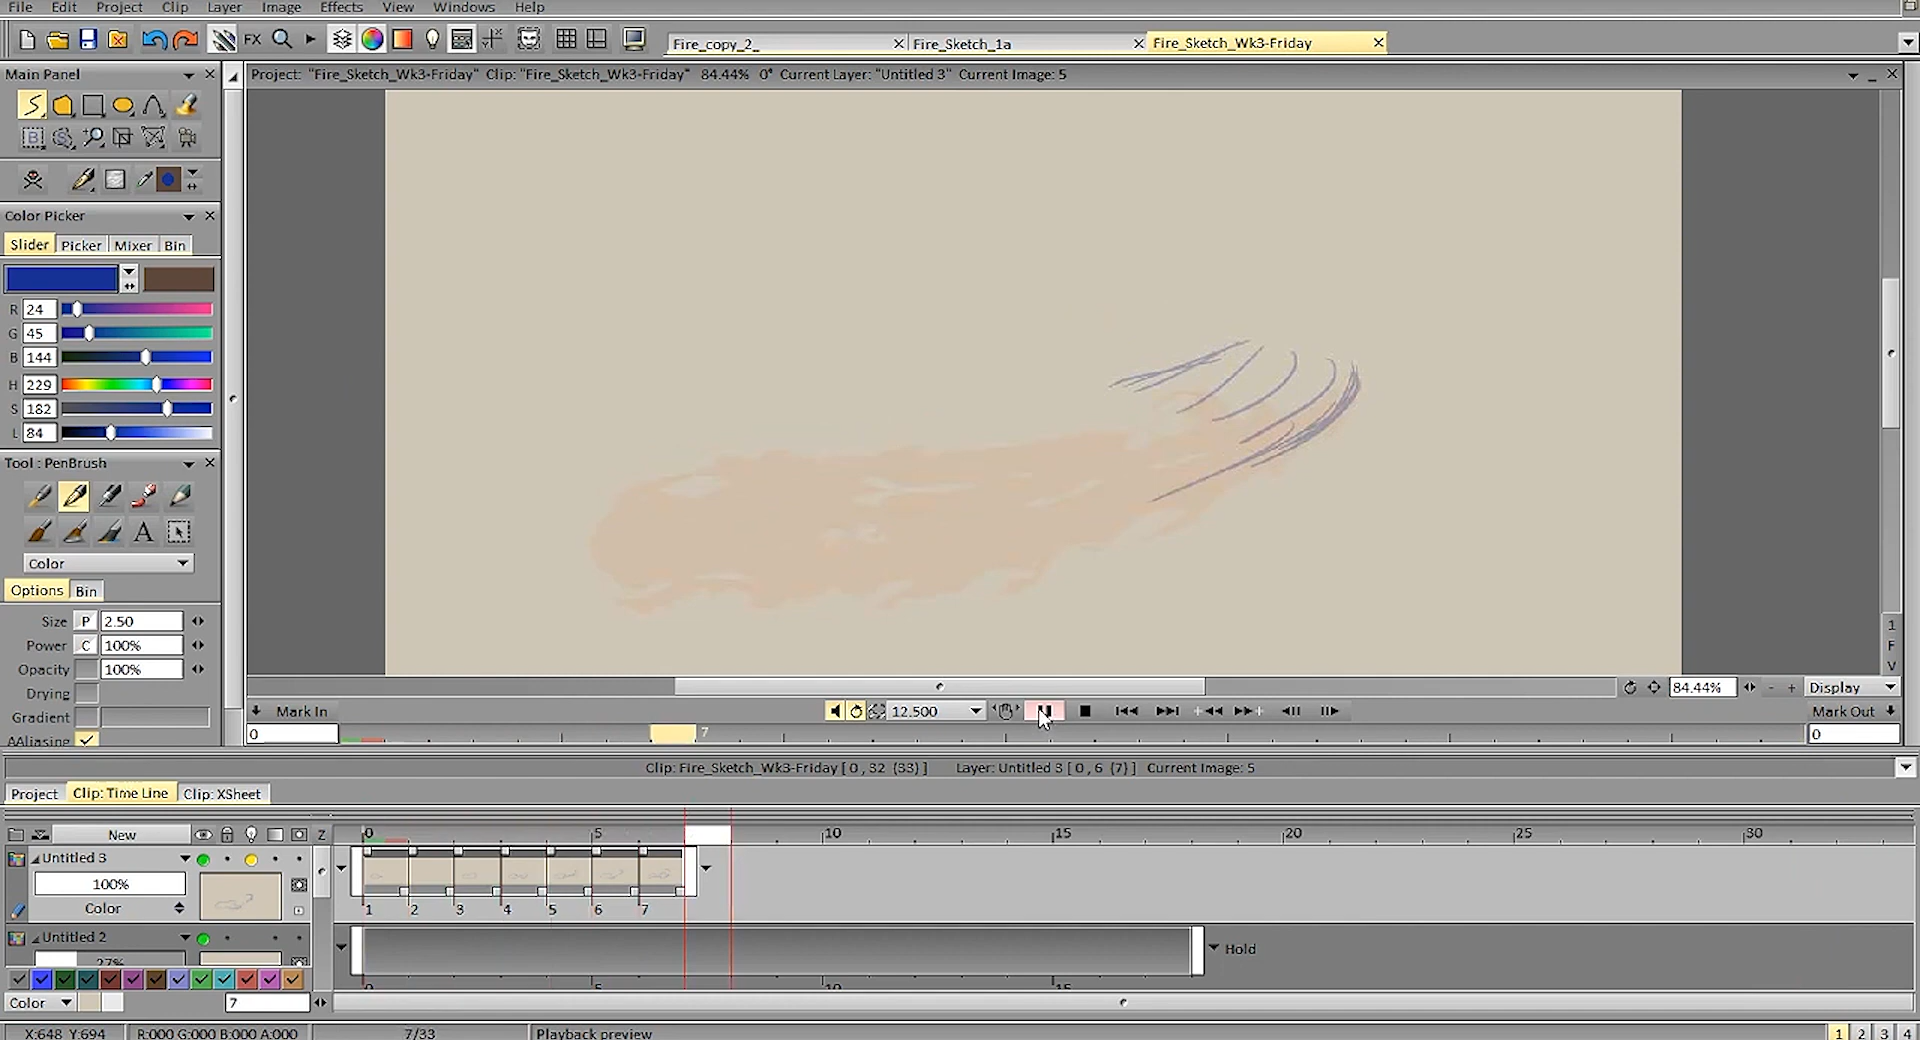 File Edit Project Clip Layer Image Effects View Windows Help
FX
Fire_copy_2_ Fire_Sketch_1a Fire_Sketch_Wk3-Friday
Main Panel
Project: "Fire_Sketch_Wk3-Friday" Clip: "Fire_Sketch_Wk3-Friday" 84.44% 0° Current Layer: "Untitled 3" Current Image: 5
Color Picker
Slider Picker Mixer Bin
R 24
G 45
B 144
H 229
S 182
L 84
Tool : PenBrush
A
Color
Options Bin
Size P 2.50
Power C 100%
Opacity 100%
Drying
Gradient
AAliasing
1
F
V
84.44% - + Display
Mark In 12.500 Mark Out
0 7 0
Clip: Fire_Sketch_Wk3-Friday [ 0 , 32 (33) ] Layer: Untitled 3 [ 0 , 6 (7) ] Current Image: 5
Project Clip: Time Line Clip: XSheet
New Z 0 5 10 15 20 25 30
Untitled 3
100%
Color 1 2 3 4 5 6 7
Untitled 2 Hold
27%
0 5 10 15
Color 7
X:648 Y:694 R:000 G:000 B:000 A:000 7/33 Playback preview 1 2 3 4